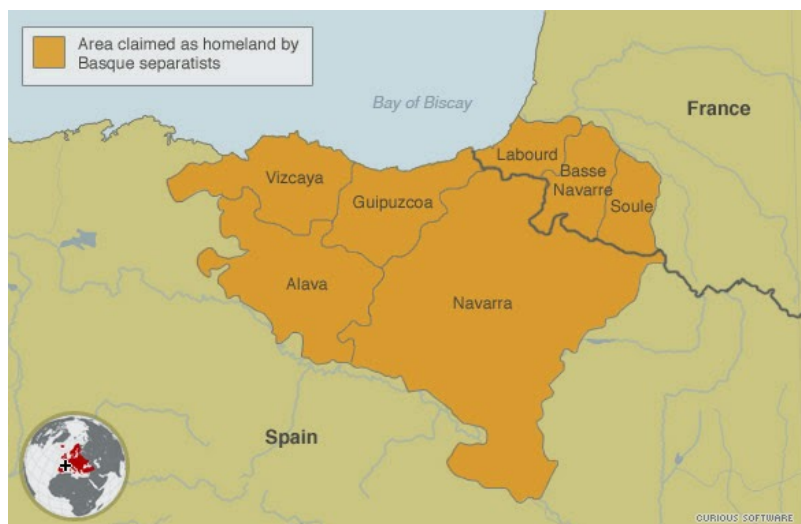 Area claimed as homeland by
Basque separatists
Bay of Biscay
France
Labourd
Basse
Navarre
Vizcaya
Guipuzcoa
Soule
Alava
Navarra
Spain
CURIOUS SOFTWARE